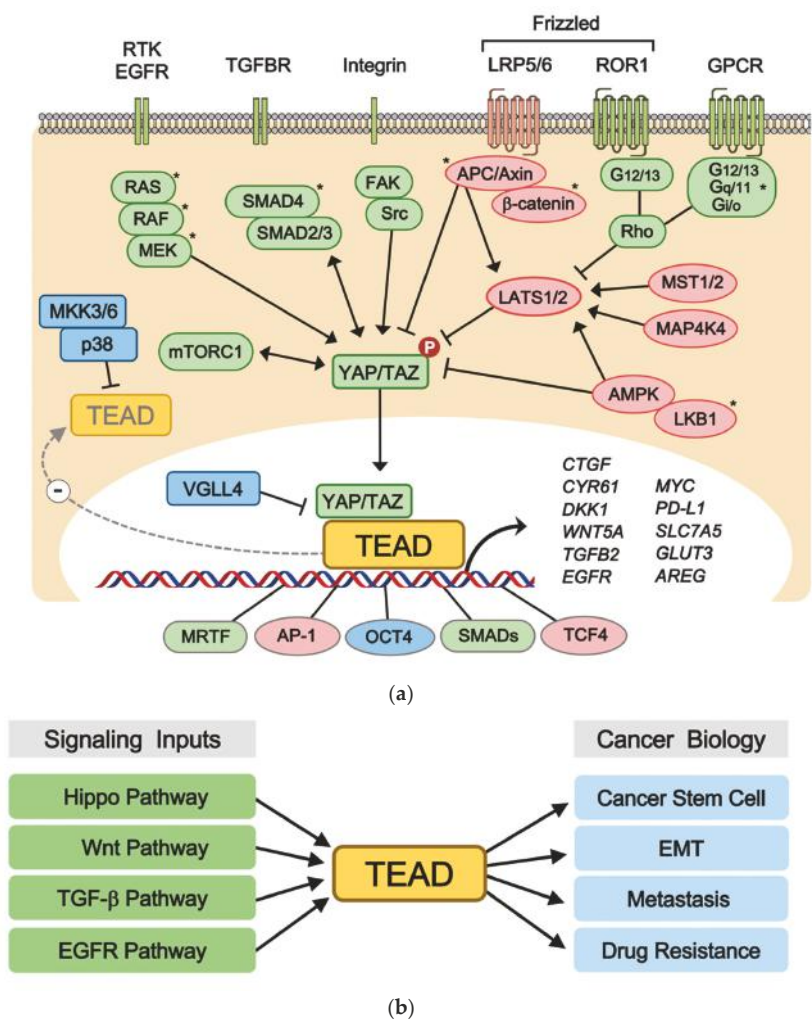 Frizzled
RTK
EGFR
TGFBR
Integrin
LRP5/6
ROR1
GPCR
RAS *
RAF *
MEK *
SMAD4 *
SMAD2/3
FAK
Src
* APC/Axin
β-catenin *
G12/13
Rho
G12/13
Gq/11 *
Gi/o
LATS1/2
MST1/2
MAP4K4
MKK3/6
p38
mTORC1
P
YAP/TAZ
AMPK
LKB1 *
TEAD
-
VGLL4
YAP/TAZ
TEAD
CTGF
CYR61 MYC
DKK1 PD-L1
WNT5A SLC7A5
TGFB2 GLUT3
EGFR AREG
MRTF
AP-1
OCT4
SMADs
TCF4
(a)
Signaling Inputs
Hippo Pathway
Wnt Pathway
TGF-β Pathway
EGFR Pathway
TEAD
Cancer Biology
Cancer Stem Cell
EMT
Metastasis
Drug Resistance
(b)